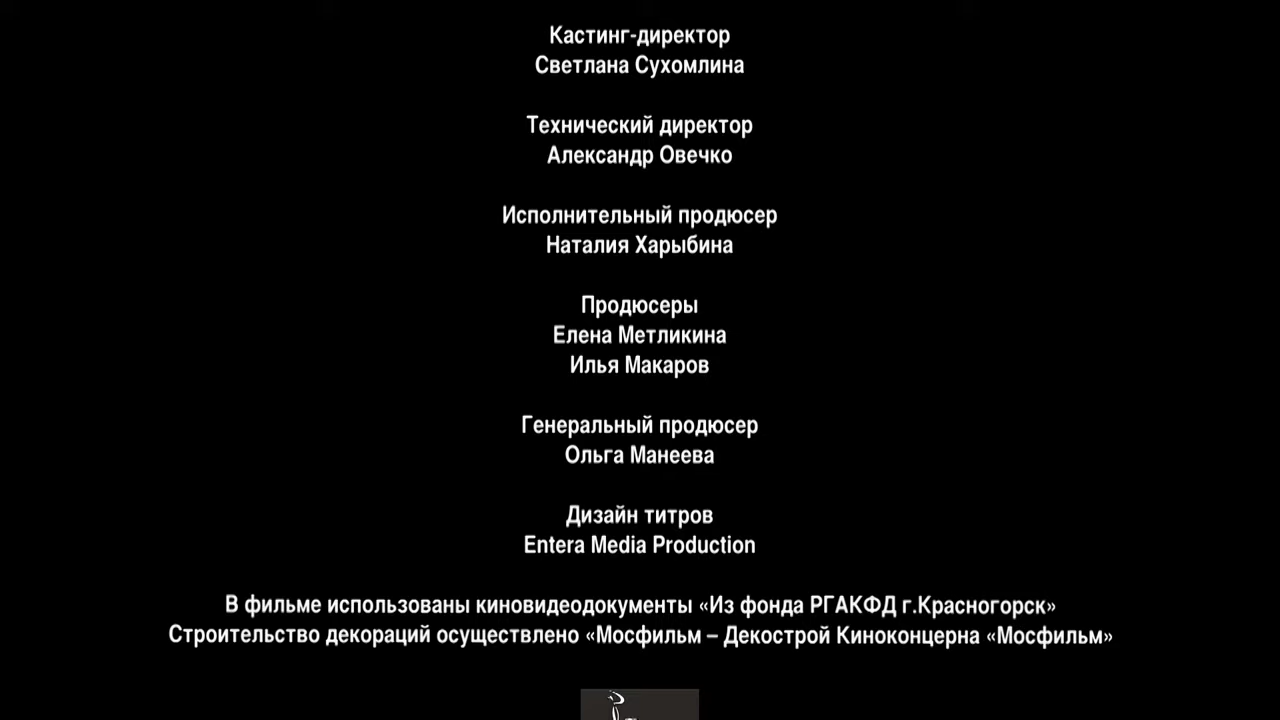 Кастинг-директор
Светлана Сухомлина
Технический директор
Александр Овечко
Исполнительный продюсер
Наталия Харыбина
Продюсеры
Елена Метликина
Илья Макаров
Генеральный продюсер
Ольга Манеева
Дизайн титров
Entera Media Production
В фильме использованы киновидеодокументы «Из фонда РГАКФД г.Красногорск»
Строительство декораций осуществлено «Мосфильм – Декострой Киноконцерна «Мосфильм»